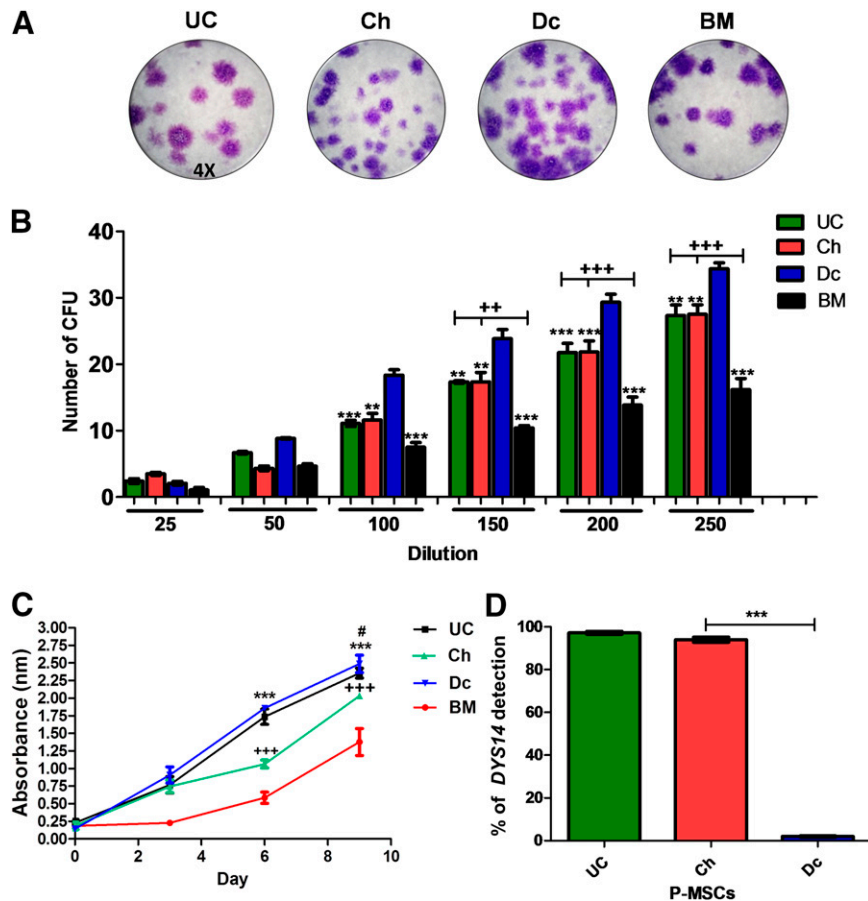 A
UC
Ch
Dc
BM
4X
B
Number of CFU
40
30
20
10
0
*** ** ***
** ** ***
++
*** *** ***
+++
** ** ***
+++
25
50
100
150
200
250
Dilution
UC
Ch
Dc
BM
C
Absorbance (nm)
3.00
2.75
2.50
2.25
2.00
1.75
1.50
1.25
1.00
0.75
0.50
0.25
0.00
***
+++
#
***
+++
0
2
4
6
8
10
Day
UC
Ch
Dc
BM
D
% of DYS14 detection
100
80
60
40
20
0
***
UC
Ch
Dc
P-MSCs